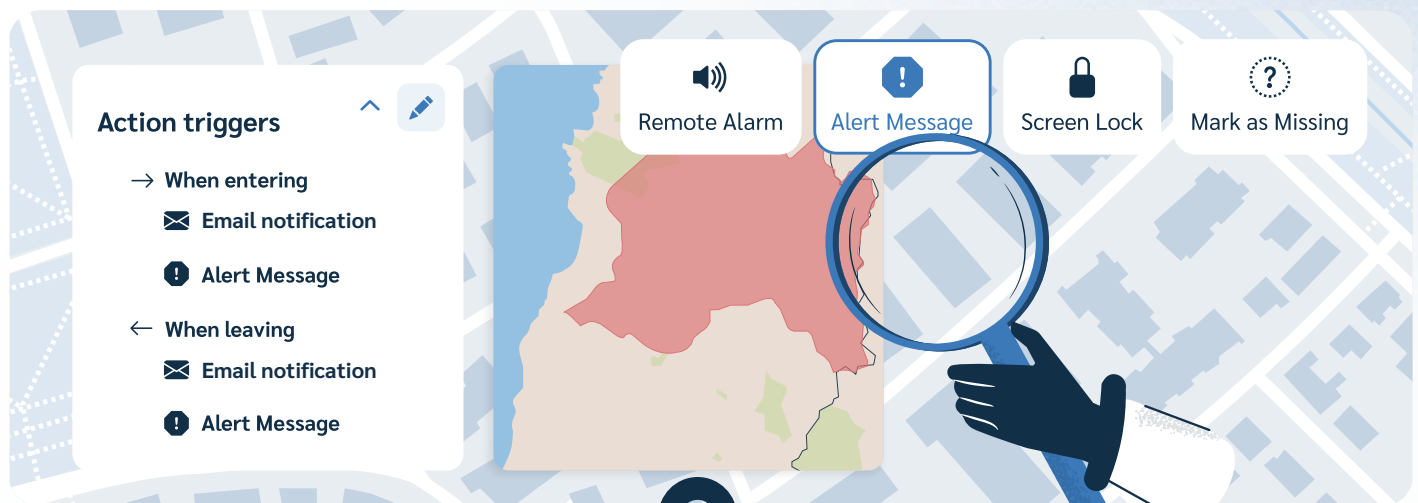 Action triggers
When entering
Email notification
Alert Message
When leaving
Email notification
Alert Message
Remote Alarm
Alert Message
Screen Lock
Mark as Missing